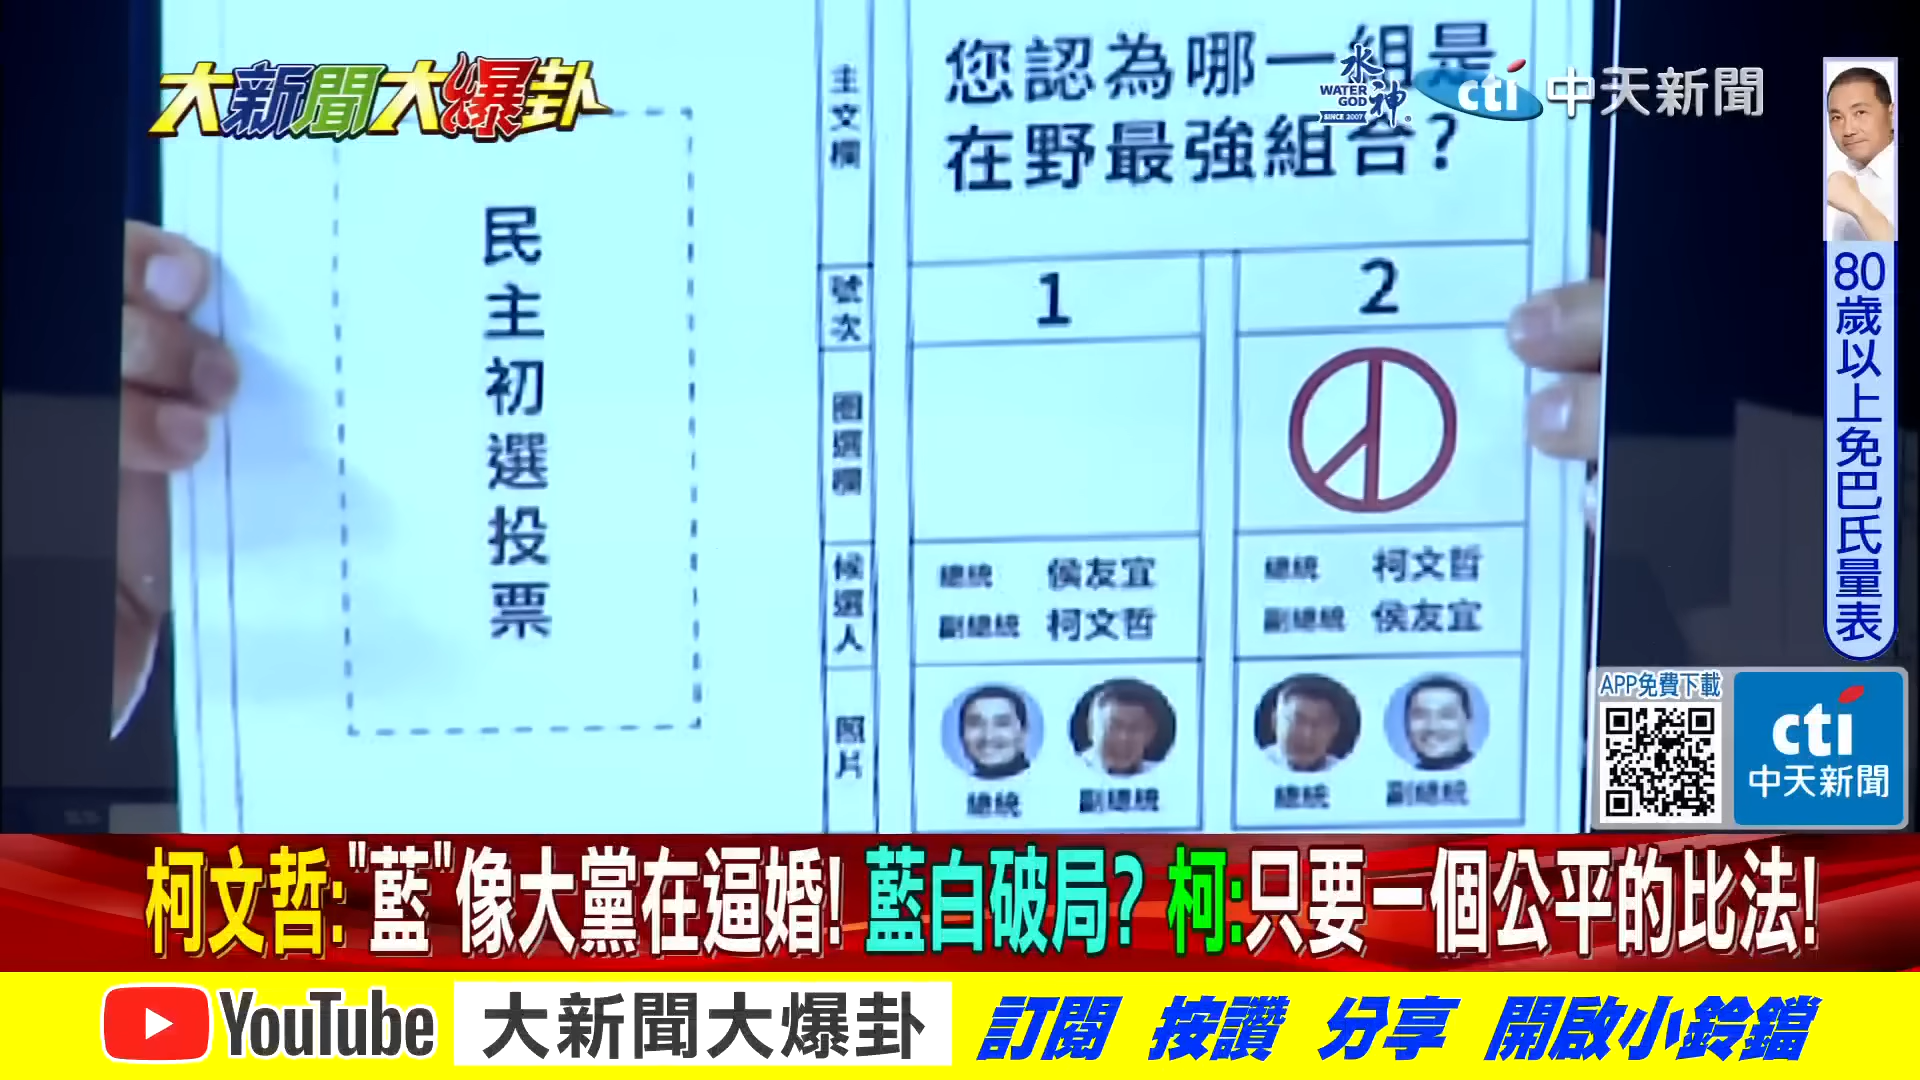 大新聞大爆卦
水神
WATER GOD
SINCE 2007
cti 中天新聞
民主初選投票
主文欄
您認為哪一組是
在野最強組合?
號次
1
2
圈選欄
候選人
總統 侯友宜
副總統 柯文哲
總統 柯文哲
副總統 侯友宜
照片
總統
副總統
總統
副總統
80歲以上免巴氏量表
APP免費下載
cti
中天新聞
柯文哲:"藍"像大黨在逼婚! 藍白破局? 柯:只要一個公平的比法!
YouTube 大新聞大爆卦 訂閱 按讚 分享 開啟小鈴鐺